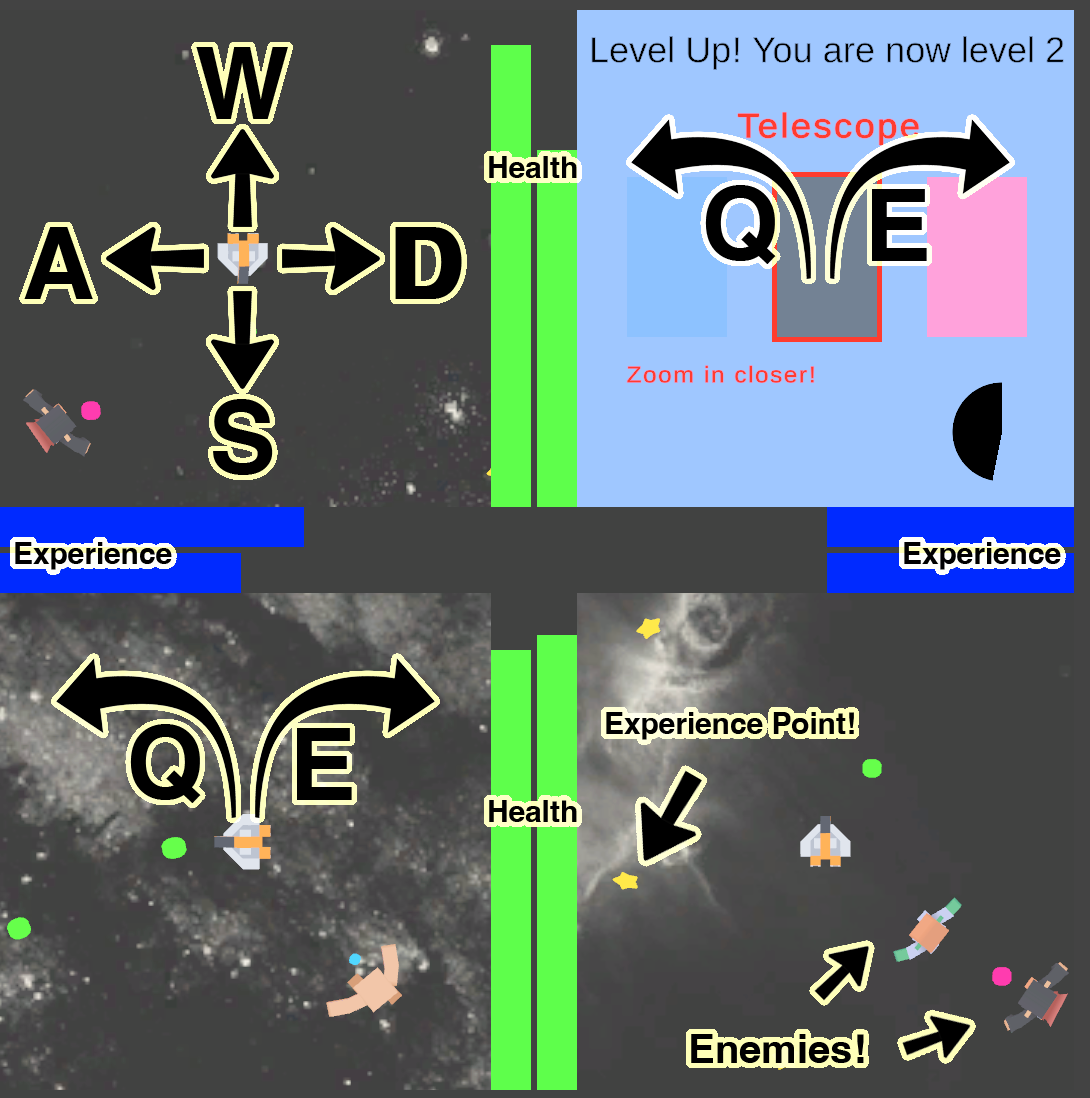 W
A
D
S
Health
Level Up! You are now level 2
Telescope
Q
E
Zoom in closer!
Experience
Experience
Q
E
Health
Experience Point!
Enemies!